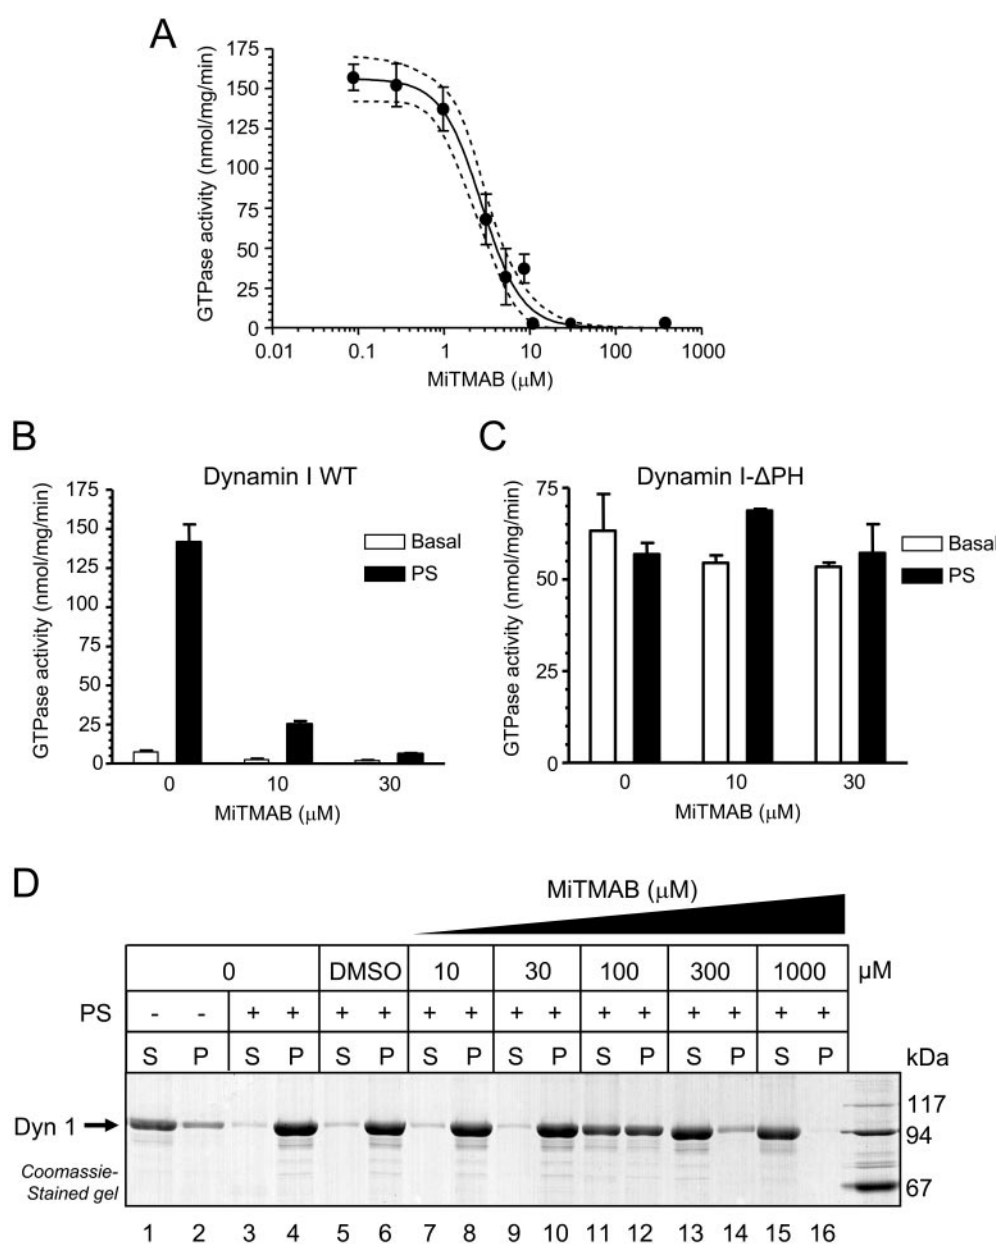 A
GTPase activity (nmol/mg/min)
175
150
125
100
75
50
25
0
0.01 0.1 1 10 100 1000
MiTMAB (μM)
B
Dynamin I WT
GTPase activity (nmol/mg/min)
175
150
125
100
75
50
25
0
Basal
PS
0 10 30
MiTMAB (μM)
C
Dynamin I-ΔPH
GTPase activity (nmol/mg/min)
75
50
25
0
Basal
PS
0 10 30
MiTMAB (μM)
D
MiTMAB (μM)
0 DMSO 10 30 100 300 1000 μM
PS - - + + + + + + + + + + + + + +
S P S P S P S P S P S P S P S P kDa
Dyn 1
117
94
67
Coomassie-
Stained gel
1 2 3 4 5 6 7 8 9 10 11 12 13 14 15 16